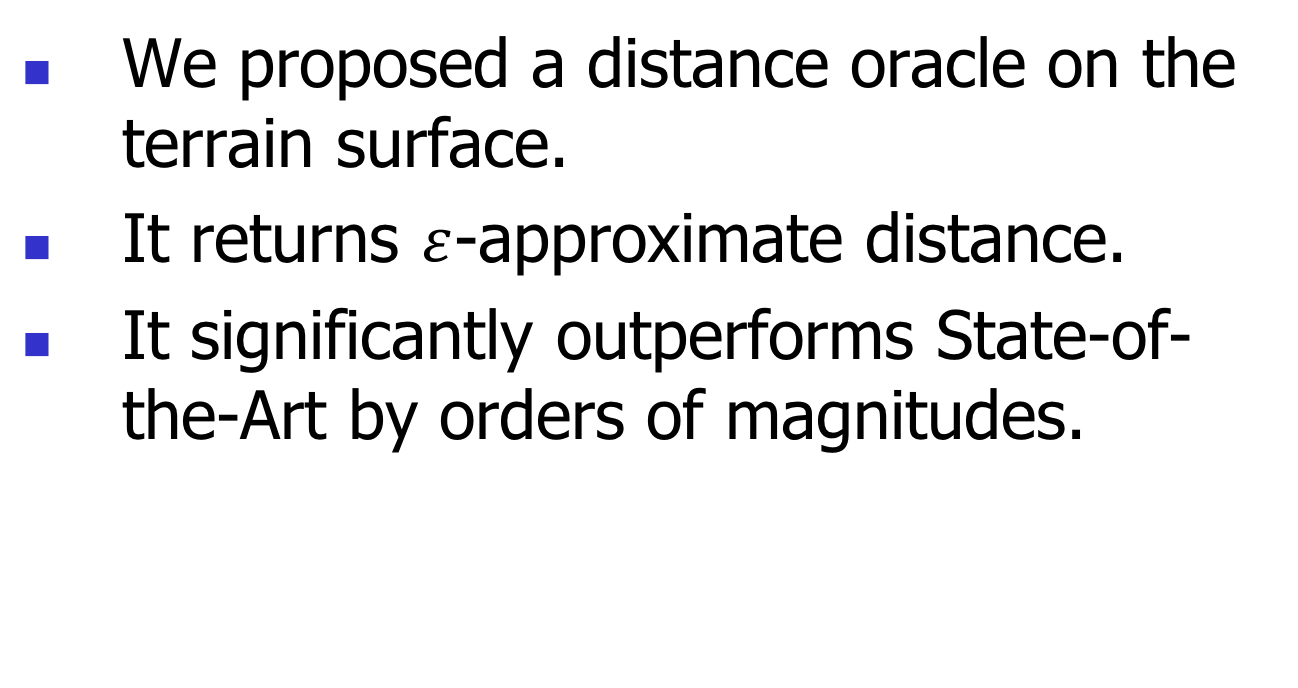 We proposed a distance oracle on the
terrain surface.
It returns ε-approximate distance.
It significantly outperforms State-of-
the-Art by orders of magnitudes.